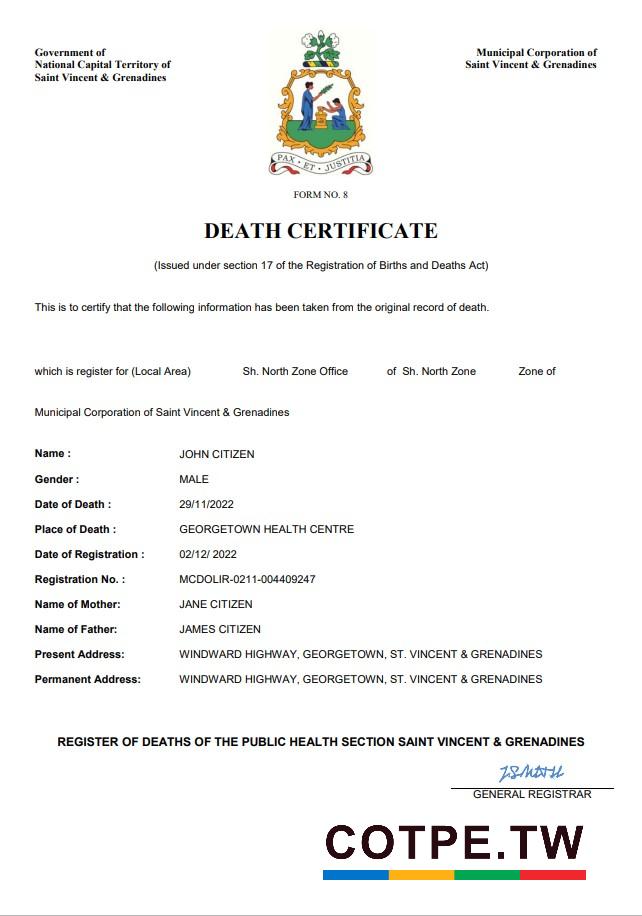 Government of
National Capital Territory of
Saint Vincent & Grenadines
Municipal Corporation of
Saint Vincent & Grenadines
PAX • ET • JUSTITIA
FORM NO. 8
DEATH CERTIFICATE
(Issued under section 17 of the Registration of Births and Deaths Act)
This is to certify that the following information has been taken from the original record of death.
which is register for (Local Area) Sh. North Zone Office of Sh. North Zone Zone of
Municipal Corporation of Saint Vincent & Grenadines
Name : JOHN CITIZEN
Gender : MALE
Date of Death : 29/11/2022
Place of Death : GEORGETOWN HEALTH CENTRE
Date of Registration : 02/12/ 2022
Registration No. : MCDOLIR-0211-004409247
Name of Mother: JANE CITIZEN
Name of Father: JAMES CITIZEN
Present Address: WINDWARD HIGHWAY, GEORGETOWN, ST. VINCENT & GRENADINES
Permanent Address: WINDWARD HIGHWAY, GEORGETOWN, ST. VINCENT & GRENADINES
REGISTER OF DEATHS OF THE PUBLIC HEALTH SECTION SAINT VINCENT & GRENADINES
GENERAL REGISTRAR
COTPE.TW